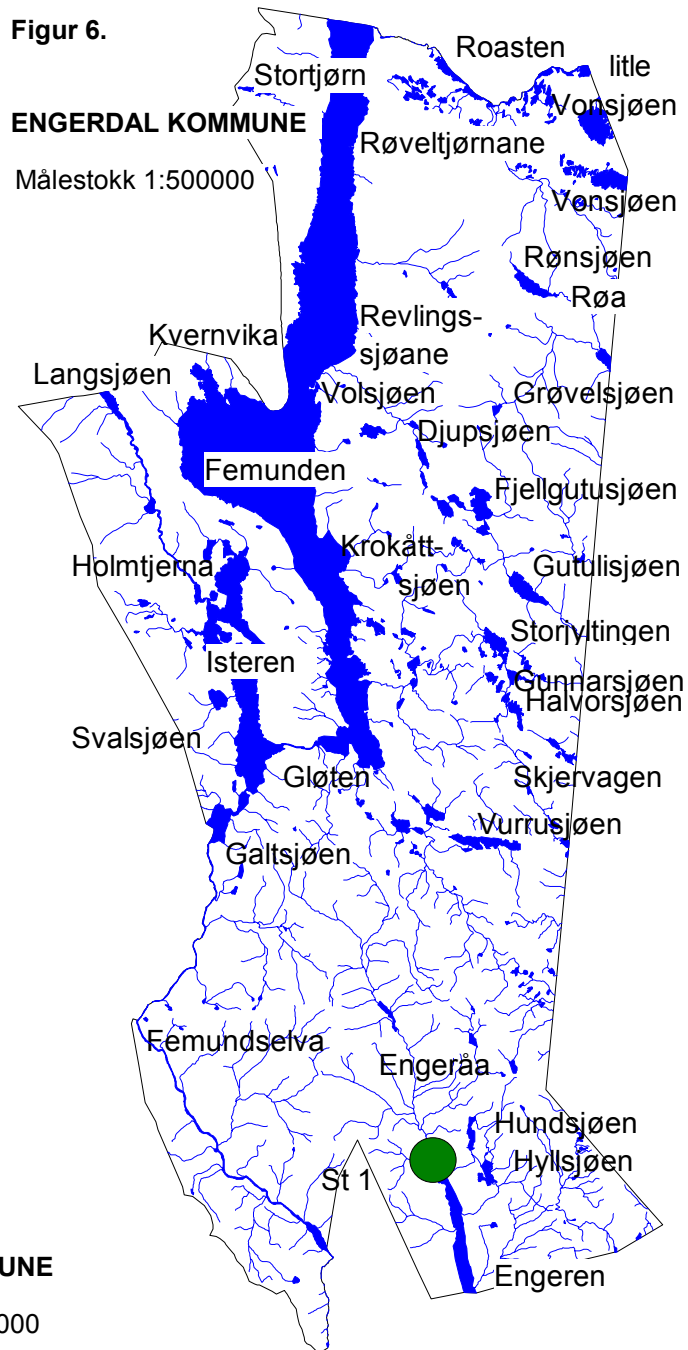 Figur 6.
Roasten
litle
Stortjørn
Vonsjøen
ENGERDAL KOMMUNE
Røveltjørnane
Målestokk 1:500000
Vonsjøen
Rønsjøen
Røa
Revlings-
sjøane
Kvernvika
Langsjøen
Volsjøen
Grøvelsjøen
Djupsjøen
Femunden
Fjellgutusjøen
Krokått-
sjøen
Holmtjerna
Gutulisjøen
Storjyltingen
Isteren
Gunnarsjøen
Halvorsjøen
Svalsjøen
Gløten
Skjervagen
Vurrusjøen
Galtsjøen
Femundselva
Engeråa
Hundsjøen
Hyllsjøen
St 1
UNE
Engeren
000